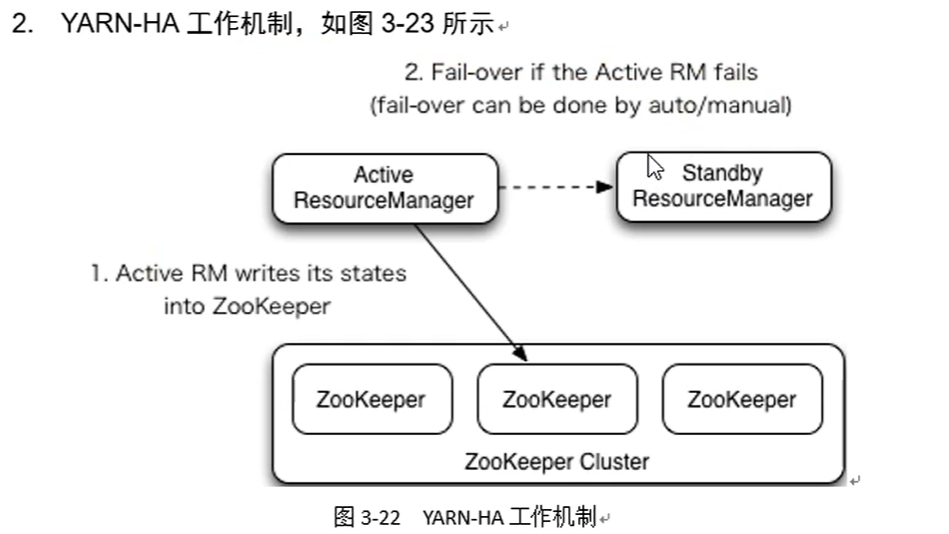 2. YARN-HA 工作机制，如图 3-23 所示
2. Fail-over if the Active RM fails
(fail-over can be done by auto/manual)
Active
ResourceManager
Standby
ResourceManager
1. Active RM writes its states
into ZooKeeper
ZooKeeper
ZooKeeper
ZooKeeper
ZooKeeper Cluster
图 3-22 YARN-HA 工作机制